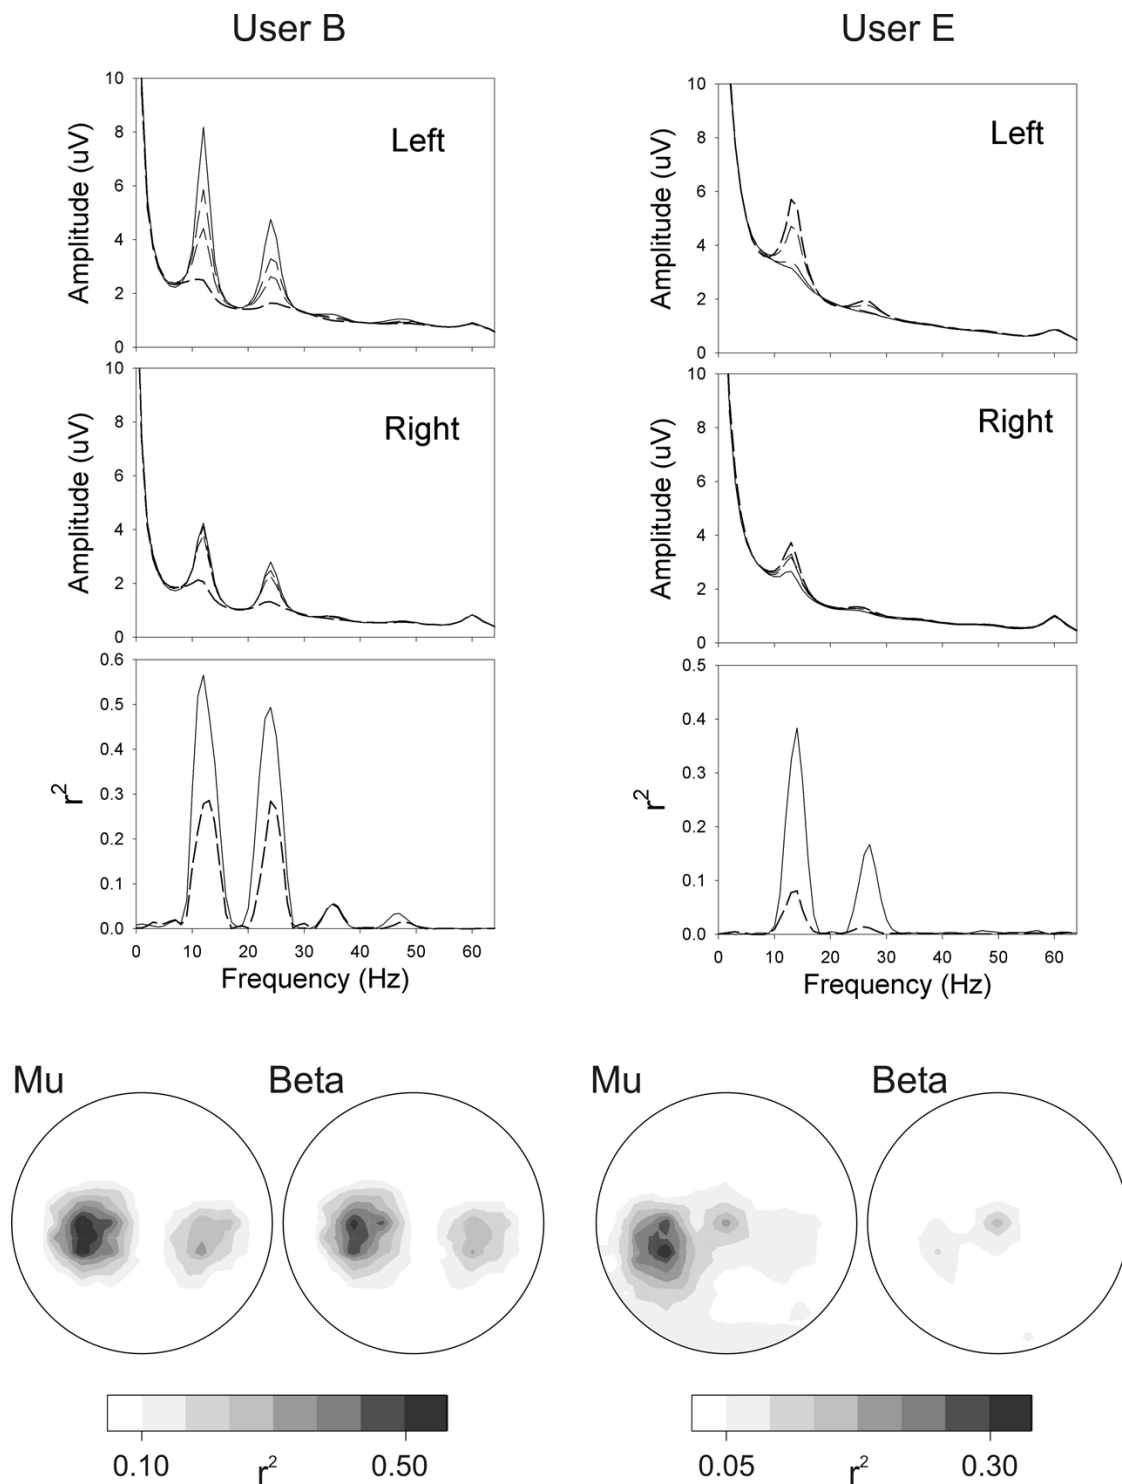 User B
User E
10
8
6
4
2
0
Amplitude (uV)
Left
10
8
6
4
2
0
Amplitude (uV)
Left
10
8
6
4
2
0
Amplitude (uV)
Right
10
8
6
4
2
0
Amplitude (uV)
Right
0.6
0.5
0.4
0.3
0.2
0.1
0.0
r²
0 10 20 30 40 50 60
Frequency (Hz)
0.5
0.4
0.3
0.2
0.1
0.0
r²
0 10 20 30 40 50 60
Frequency (Hz)
Mu
Beta
Mu
Beta
0.10 r² 0.50
0.05 r² 0.30